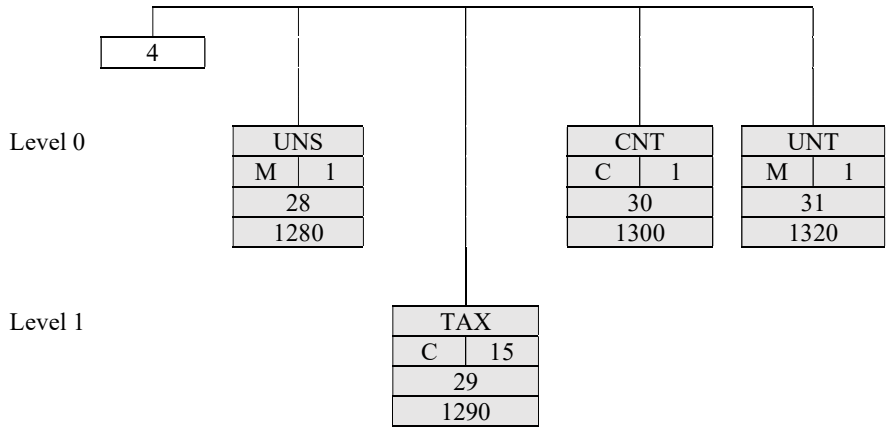 4
Level 0
UNS
M 1
28
1280
CNT
C 1
30
1300
UNT
M 1
31
1320
Level 1
TAX
C 15
29
1290